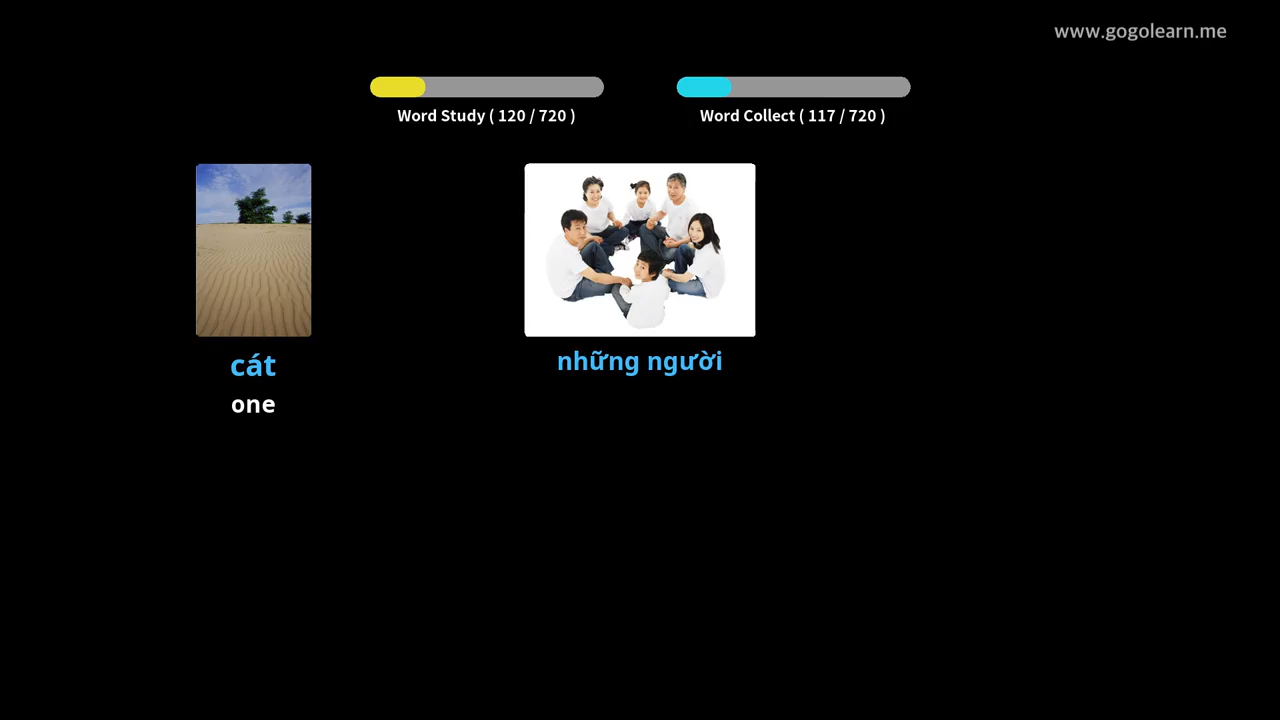 www.gogolearn.me
Word Study ( 120 / 720 )
Word Collect ( 117 / 720 )
cát
one
những người